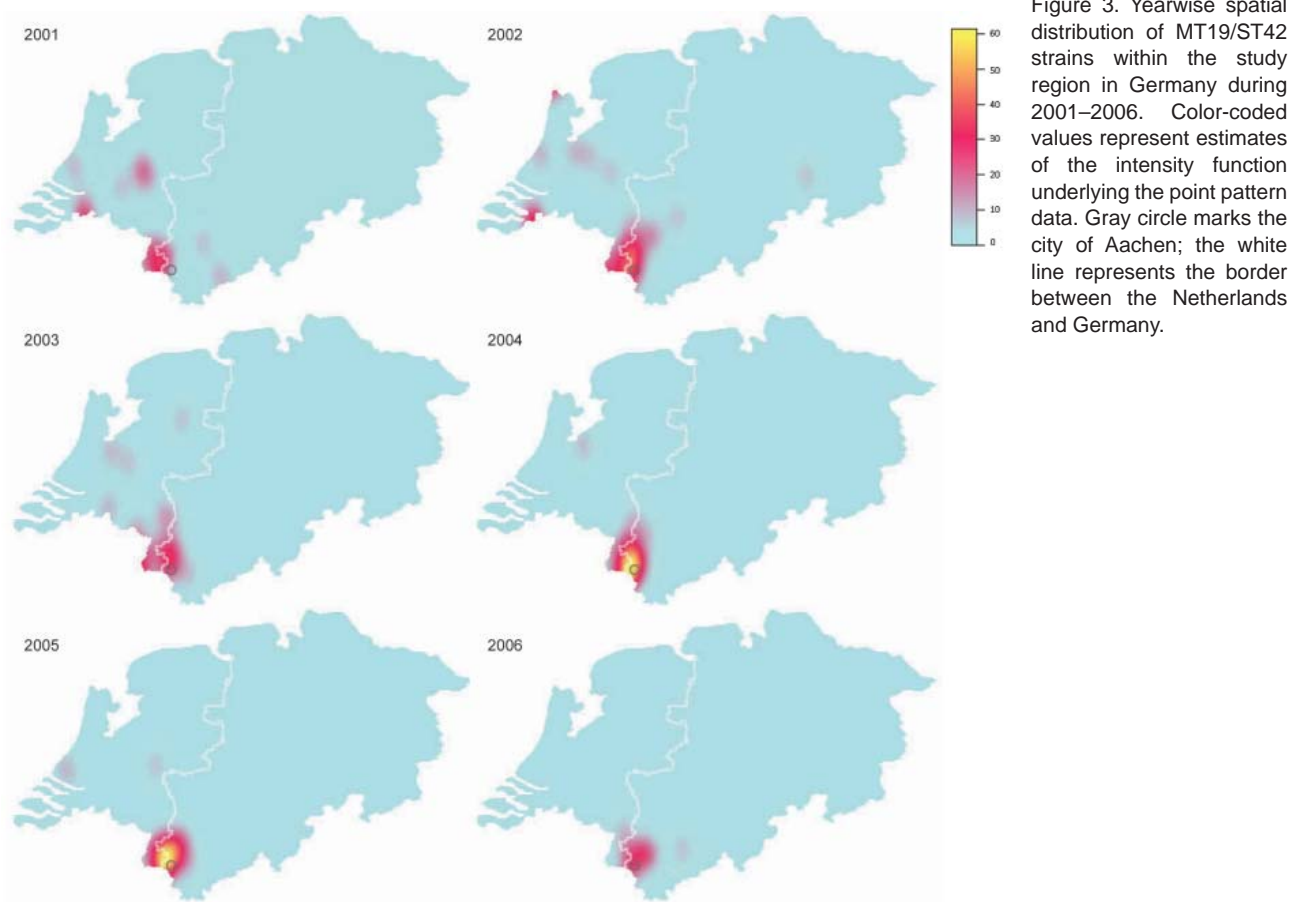 2001
2002
60
50
40
30
20
10
0
2003
2004
2005
2006
Figure 3. Yearwise spatial
distribution of MT19/ST42
strains within the study
region in Germany during
2001–2006. Color-coded
values represent estimates
of the intensity function
underlying the point pattern
data. Gray circle marks the
city of Aachen; the white
line represents the border
between the Netherlands
and Germany.